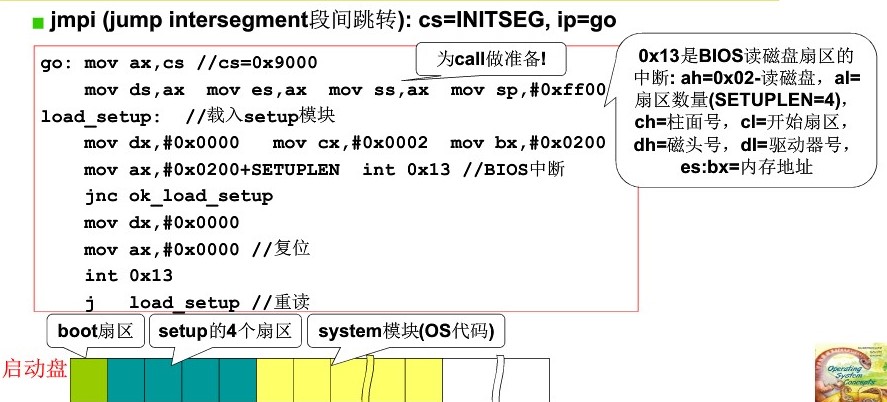 jmpi (jump intersegment段间跳转): cs=INITSEG, ip=go
go: mov ax,cs //cs=0x9000
为call做准备!
mov ds,ax mov es,ax mov ss,ax mov sp,#0xff00
load_setup: //载入setup模块
mov dx,#0x0000 mov cx,#0x0002 mov bx,#0x0200
mov ax,#0x0200+SETUPLEN int 0x13 //BIOS中断
jnc ok_load_setup
mov dx,#0x0000
mov ax,#0x0000 //复位
int 0x13
j load_setup //重读
0x13是BIOS读磁盘扇区的
中断: ah=0x02-读磁盘，al=
扇区数量(SETUPLEN=4)，
ch=柱面号，cl=开始扇区，
dh=磁头号，dl=驱动器号，
es:bx=内存地址
boot扇区
setup的4个扇区
system模块(OS代码)
启动盘
Operating
System
Concepts